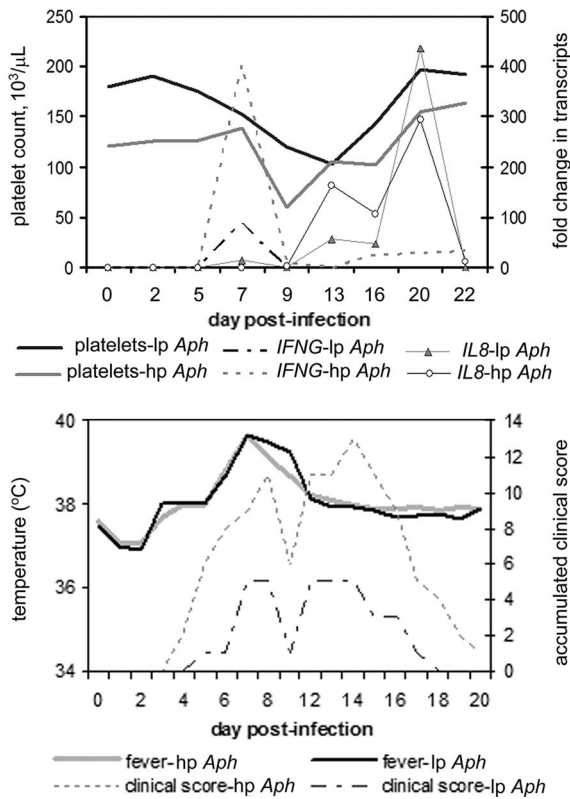 250
200
150
100
50
0
platelet count, 10³/μL
500
400
300
200
100
0
fold change in transcripts
0 2 5 7 9 13 16 20 22
day post-infection
platelets-lp Aph IFNG-lp Aph IL8-lp Aph
platelets-hp Aph IFNG-hp Aph IL8-hp Aph
40
38
36
34
temperature (°C)
14
12
10
8
6
4
2
0
accumulated clinical score
0 2 4 6 8 12 14 16 18 20
day post-infection
fever-hp Aph fever-lp Aph
clinical score-hp Aph clinical score-lp Aph